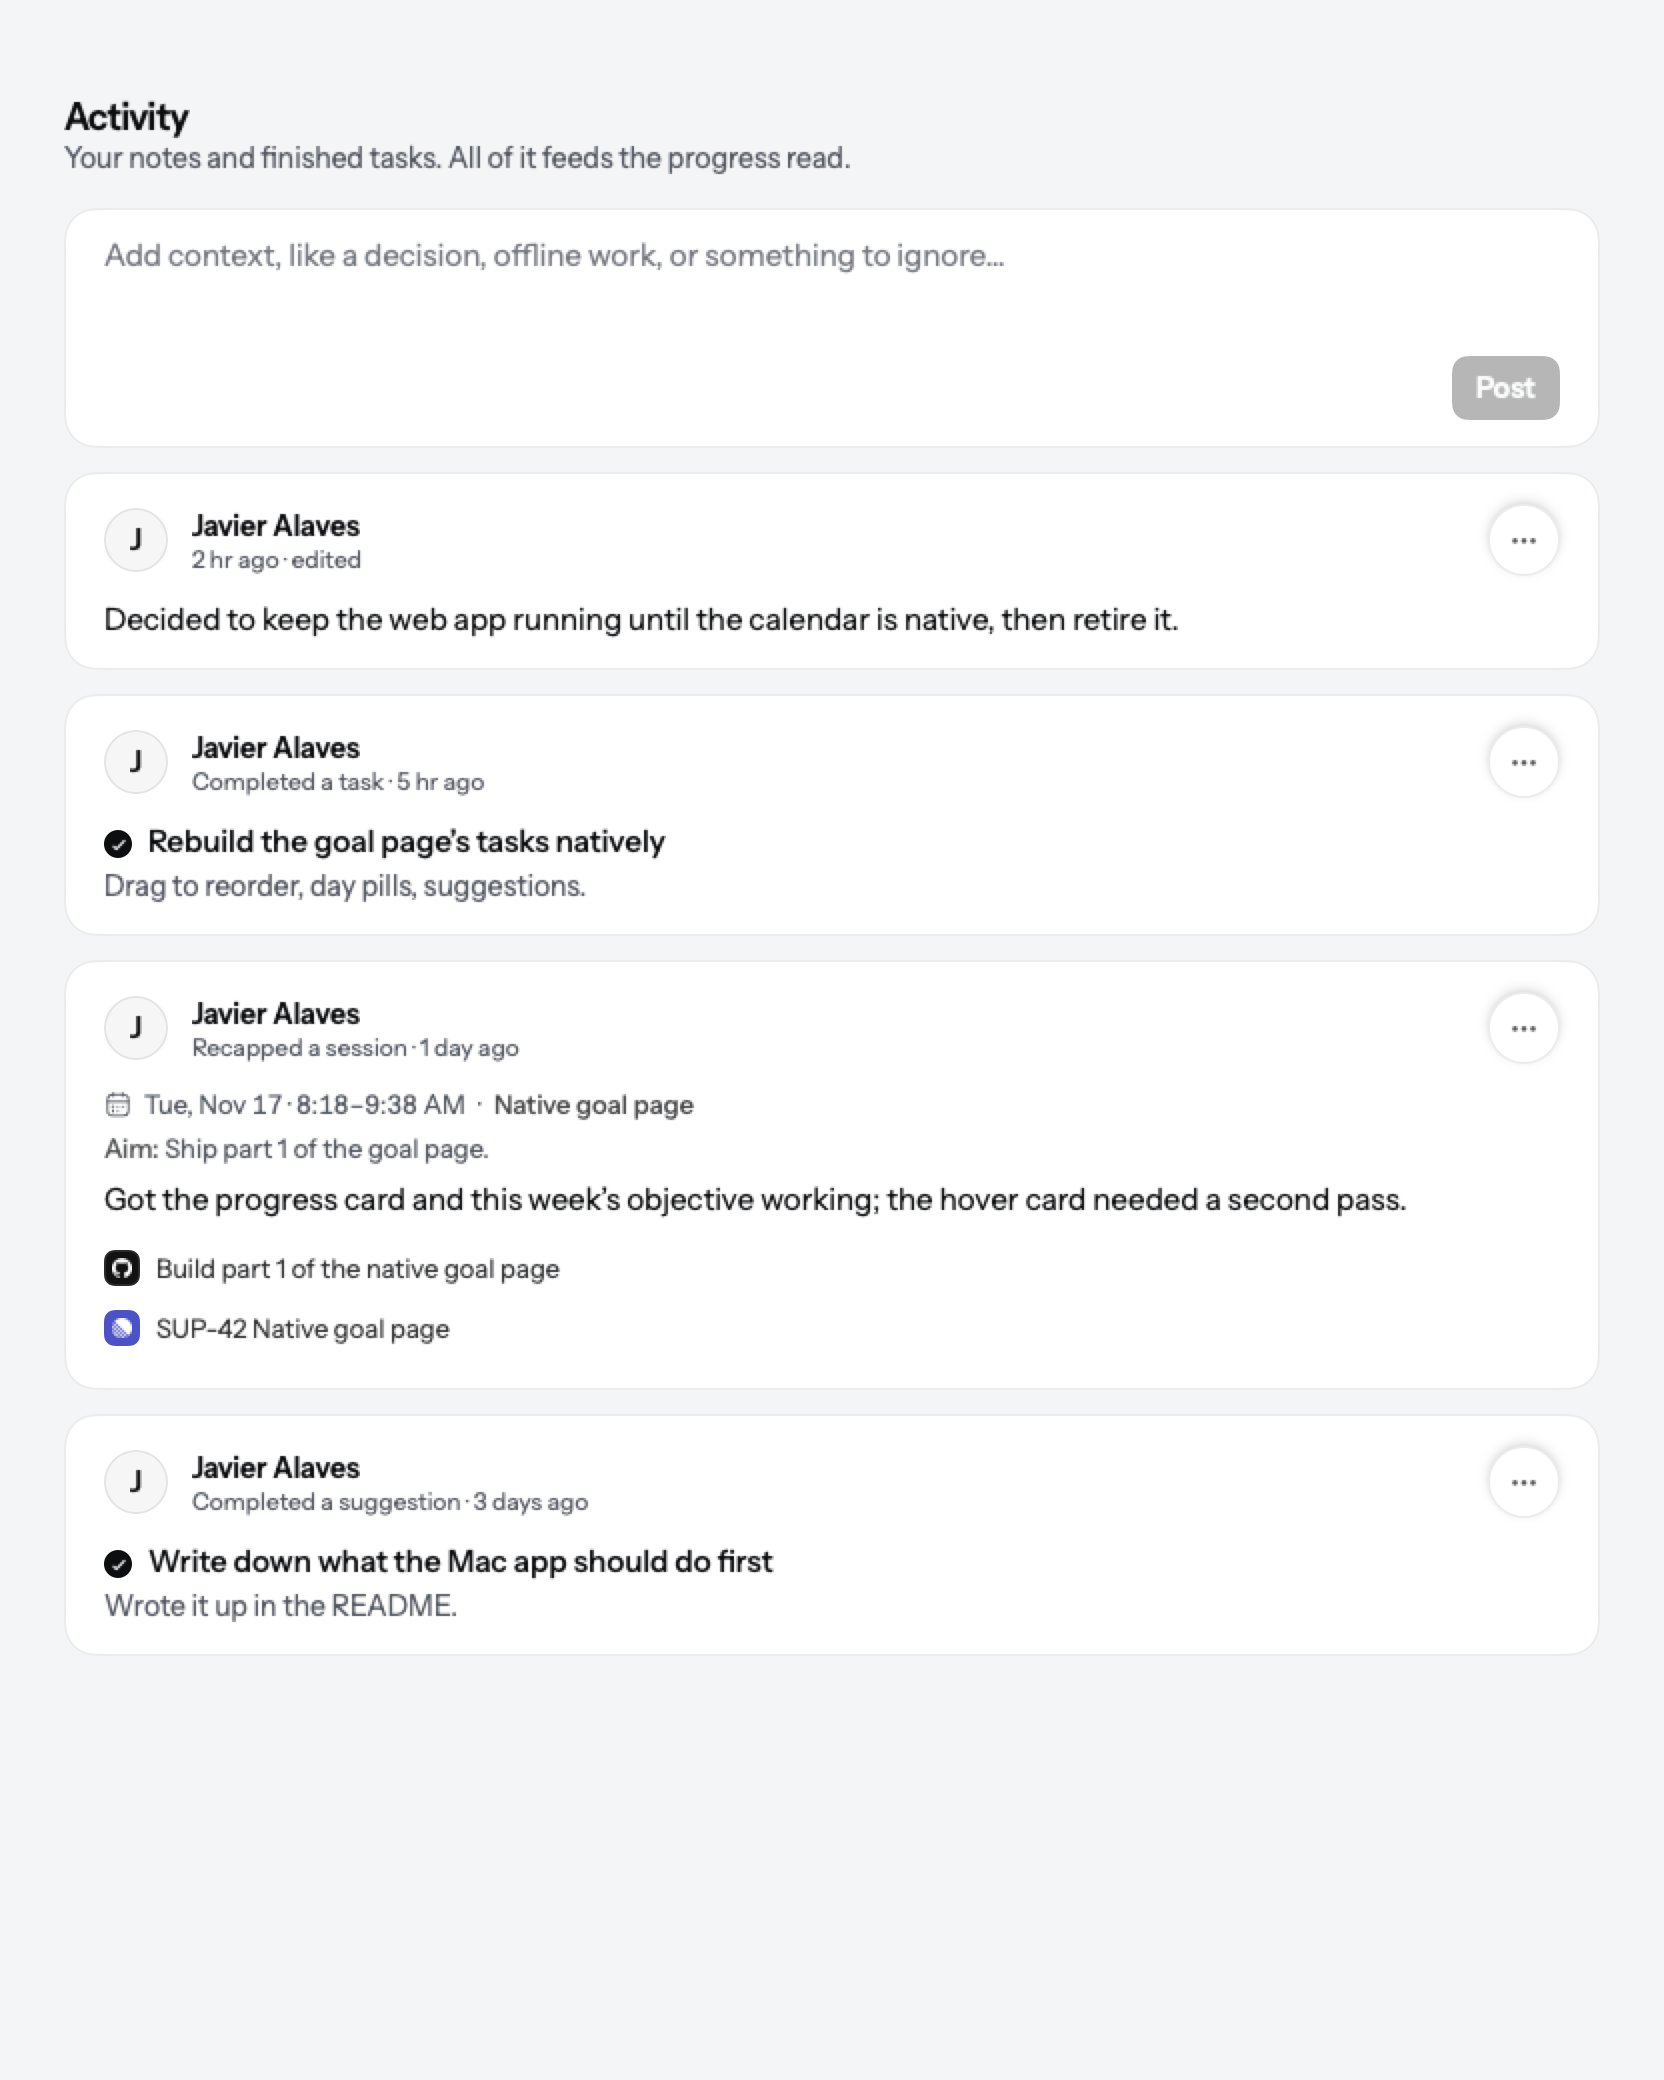 Activity
Your notes and finished tasks. All of it feeds the progress read.
Add context, like a decision, offline work, or something to ignore...
Post
J
Javier Alaves
2 hr ago · edited
Decided to keep the web app running until the calendar is native, then retire it.
J
Javier Alaves
Completed a task · 5 hr ago
Rebuild the goal page’s tasks natively
Drag to reorder, day pills, suggestions.
J
Javier Alaves
Recapped a session · 1 day ago
Tue, Nov 17 · 8:18–9:38 AM · Native goal page
Aim: Ship part 1 of the goal page.
Got the progress card and this week’s objective working; the hover card needed a second pass.
Build part 1 of the native goal page
SUP-42 Native goal page
J
Javier Alaves
Completed a suggestion · 3 days ago
Write down what the Mac app should do first
Wrote it up in the README.